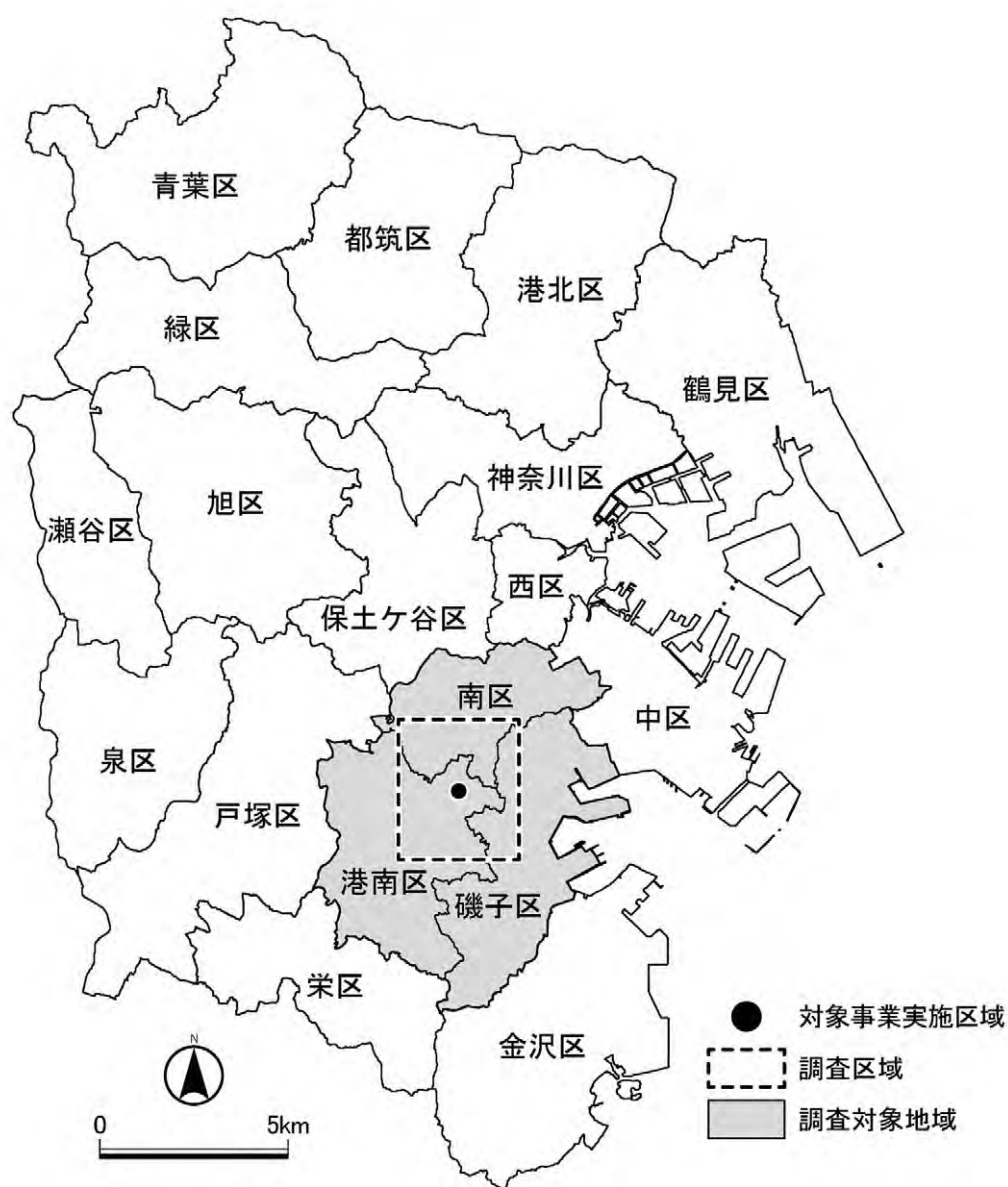 青葉区
都筑区
港北区
緑区
鶴見区
神奈川区
旭区
瀬谷区
西区
保土ケ谷区
南区
中区
泉区
戸塚区
港南区
磯子区
栄区
金沢区
N
0 5km
対象事業実施区域
調査区域
調査対象地域